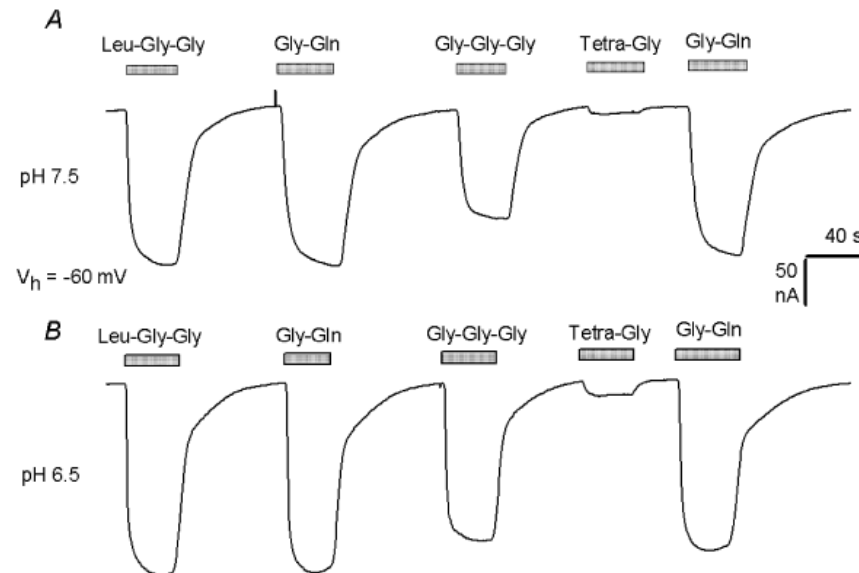 A
Leu-Gly-Gly Gly-Gln Gly-Gly-Gly Tetra-Gly Gly-Gln
pH 7.5
40 s
50
nA
Vh = -60 mV
B
Leu-Gly-Gly Gly-Gln Gly-Gly-Gly Tetra-Gly Gly-Gln
pH 6.5